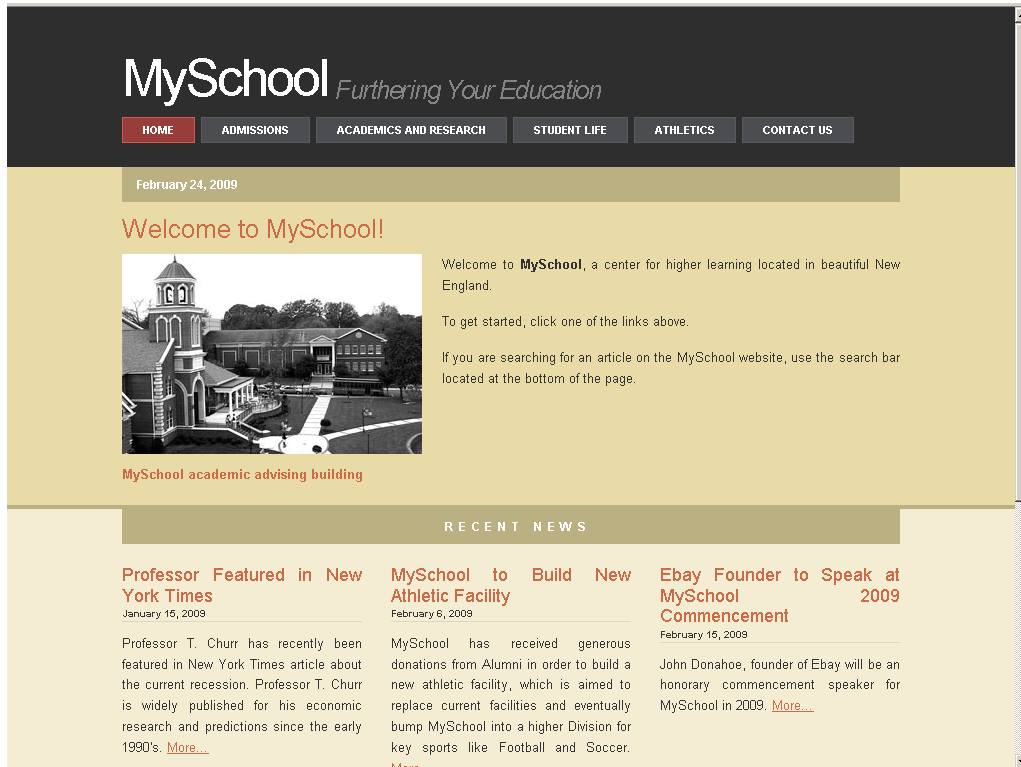 MySchool Furthering Your Education
HOME ADMISSIONS ACADEMICS AND RESEARCH STUDENT LIFE ATHLETICS CONTACT US
February 24, 2009
Welcome to MySchool!
Welcome to MySchool, a center for higher learning located in beautiful New
England.
To get started, click one of the links above.
If you are searching for an article on the MySchool website, use the search bar
located at the bottom of the page.
MySchool academic advising building
RECENT NEWS
Professor Featured in New
York Times
January 15, 2009
Professor T. Churr has recently been
featured in New York Times article about
the current recession. Professor T. Churr
is widely published for his economic
research and predictions since the early
1990's. More...
MySchool to Build New
Athletic Facility
February 6, 2009
MySchool has received generous
donations from Alumni in order to build a
new athletic facility, which is aimed to
replace current facilities and eventually
bump MySchool into a higher Division for
key sports like Football and Soccer.
More...
Ebay Founder to Speak at
MySchool 2009
Commencement
February 15, 2009
John Donahoe, founder of Ebay will be an
honorary commencement speaker for
MySchool in 2009. More...